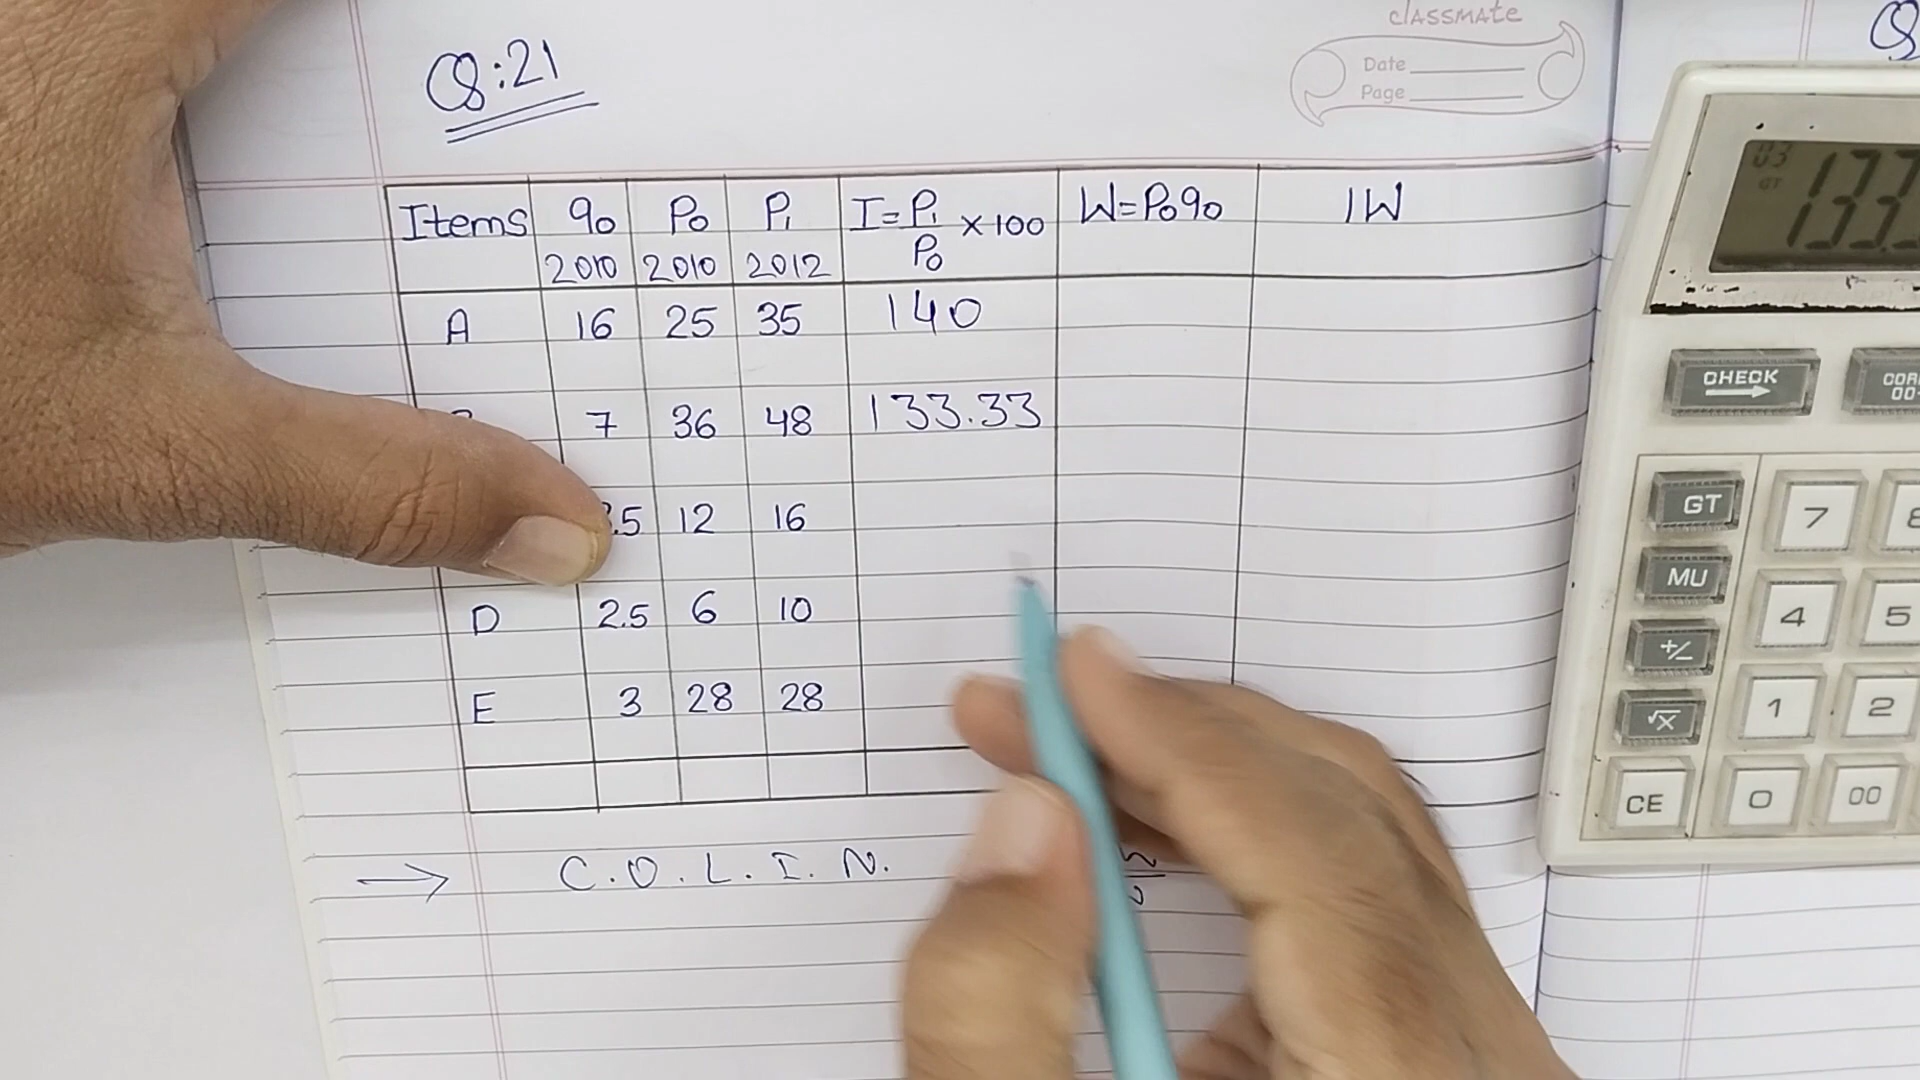 classmate
Date
Page
Q:21
Items q₀ P₀ P₁ I=P₁/P₀ ×100 W=P₀q₀ IW
2010 2010 2012
A 16 25 35 140
7 36 48 133.33
.5 12 16
D 2.5 6 10
E 3 28 28
→ C.O.L.I.N.
GT
CHECK
GT 7
MU 4 5
+/- 1 2
√x
CE 0 00